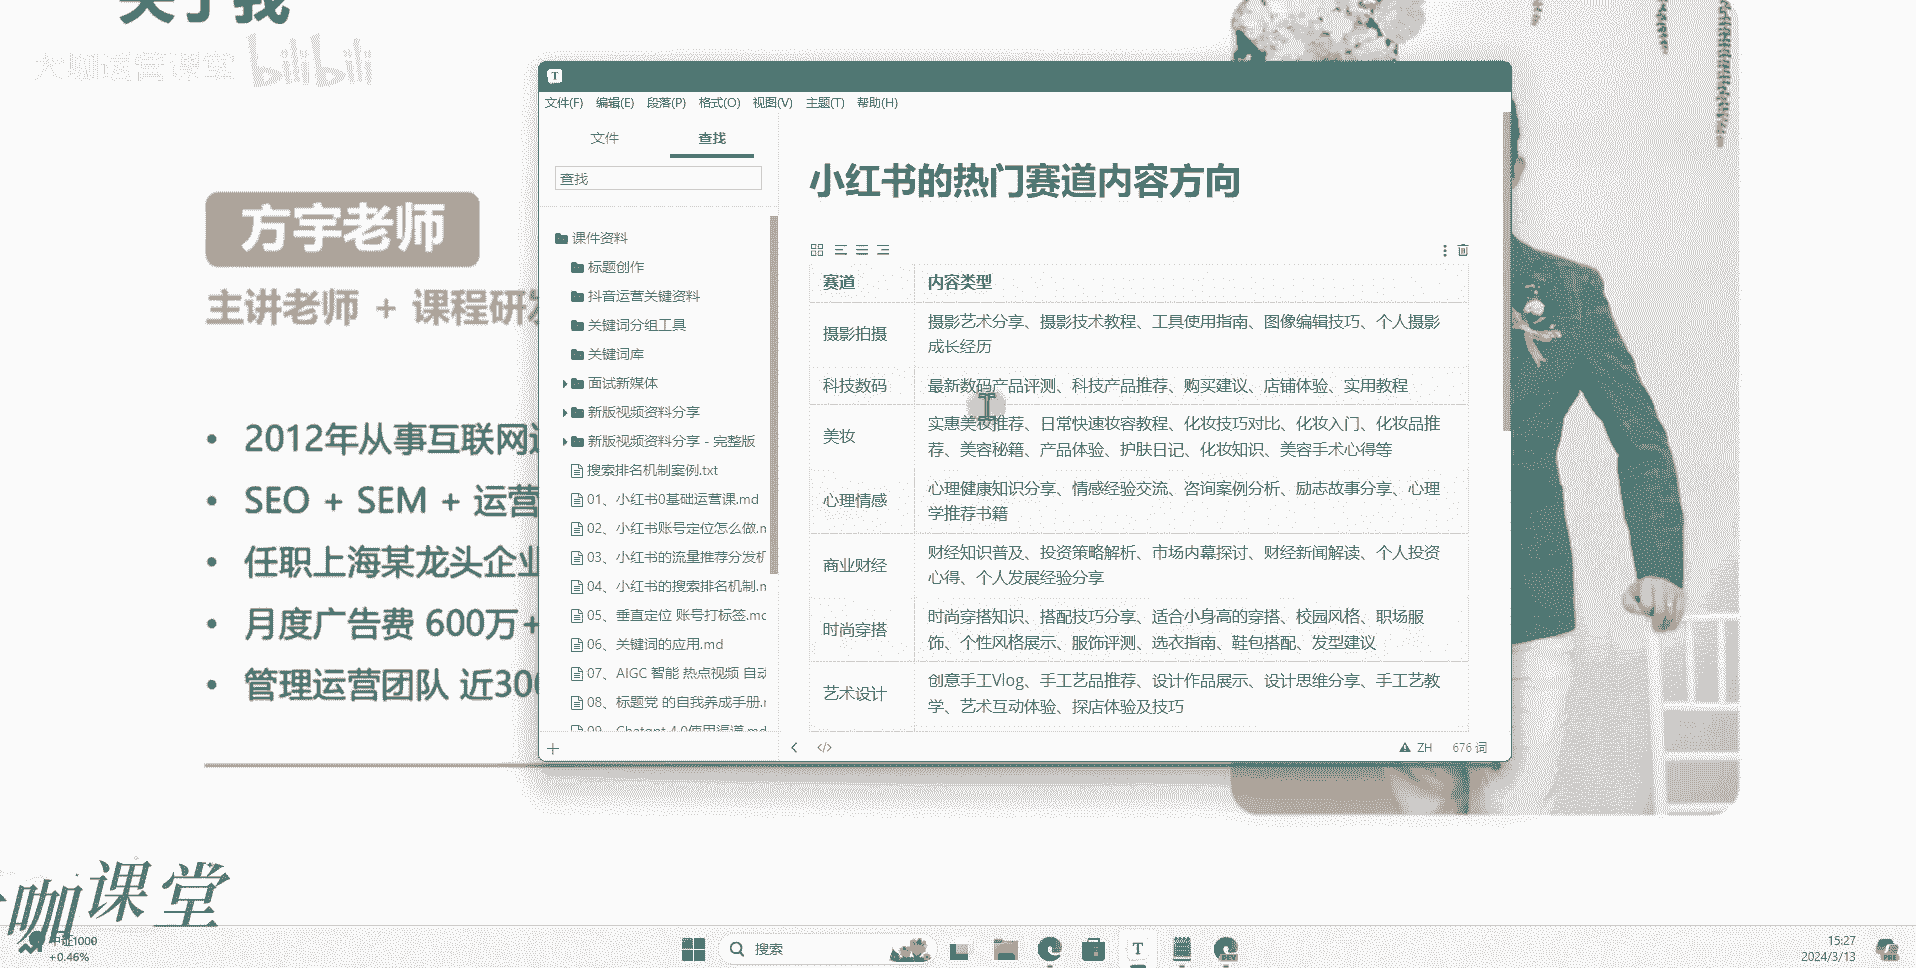 关于我
大咖运营课堂 bilibili
方宇老师
主讲老师 + 课程研发
2012年从事互联网运
SEO + SEM + 运营
任职上海某龙头企业
月度广告费 600万+
管理运营团队 近300
T
文件(F) 编辑(E) 段落(P) 格式(O) 视图(V) 主题(T) 帮助(H)
文件 查找
查找
课件资料
标题创作
抖音运营关键资料
关键词分组工具
关键词库
面试新媒体
新版视频资料分享
新版视频资料分享 - 完整版
搜索排名机制案例.txt
01、小红书0基础运营课.md
02、小红书账号定位怎么做.m
03、小红书的流量推荐分发机
04、小红书的搜索排名机制.m
05、垂直定位 账号打标签.mc
06、关键词的应用.md
07、AIGC 智能 热点视频 自动
08、标题党 的自我养成手册.m
09、Chatgpt 4.0使用渠道.md
小红书的热门赛道内容方向
赛道 内容类型
摄影拍摄 摄影艺术分享、摄影技术教程、工具使用指南、图像编辑技巧、个人摄影
成长经历
科技数码 最新数码产品评测、科技产品推荐、购买建议、店铺体验、实用教程
美妆 实惠美妆推荐、日常快速妆容教程、化妆技巧对比、化妆入门、化妆品推
荐、美容秘籍、产品体验、护肤日记、化妆知识、美容手术心得等
心理情感 心理健康知识分享、情感经验交流、咨询案例分析、励志故事分享、心理
学推荐书籍
商业财经 财经知识普及、投资策略解析、市场内幕探讨、财经新闻解读、个人投资
心得、个人发展经验分享
时尚穿搭 时尚穿搭知识、搭配技巧分享、适合小身高的穿搭、校园风格、职场服
饰、个性风格展示、服饰评测、选衣指南、鞋包搭配、发型建议
艺术设计 创意手工Vlog、手工艺品推荐、设计作品展示、设计思维分享、手工艺教
学、艺术互动体验、探店体验及技巧
ZH 676 词
咖课堂
中证1000
+0.46%
搜索
T
DEV
15:27
2024/3/13
PRE